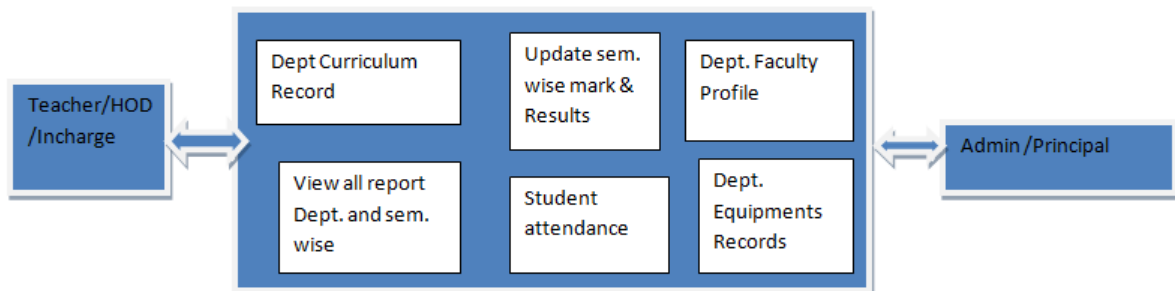 Teacher/HOD
/Incharge
Dept Curriculum
Record
Update sem.
wise mark &
Results
Dept. Faculty
Profile
View all report
Dept. and sem.
wise
Student
attendance
Dept.
Equipments
Records
Admin /Principal